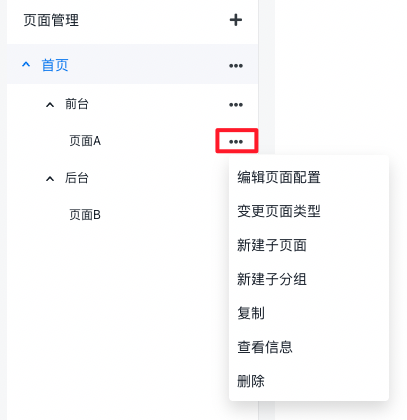 页面管理
首页
前台
页面A
后台
页面B
编辑页面配置
变更页面类型
新建子页面
新建子分组
复制
查看信息
删除